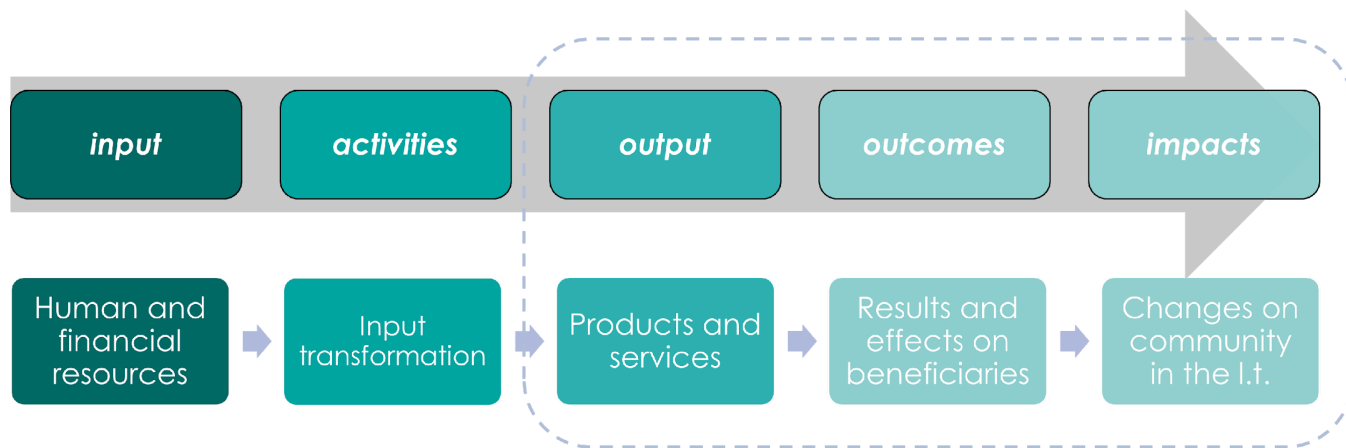 input
activities
output
outcomes
impacts
Human and
financial
resources
Input
transformation
Products and
services
Results and
effects on
beneficiaries
Changes on
community
in the l.t.